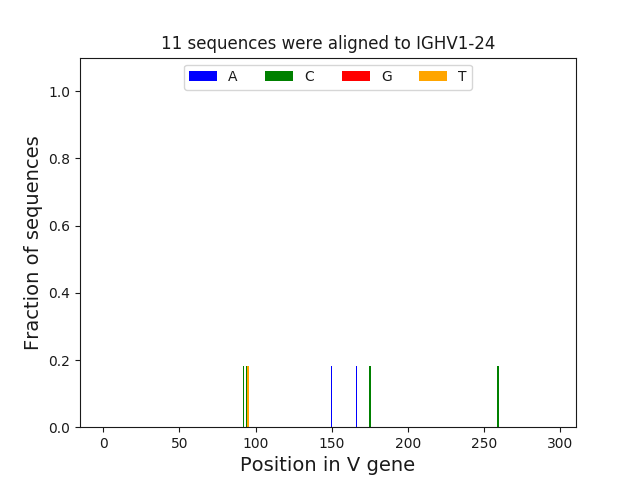 11 sequences were aligned to IGHV1-24
A C G T
1.0
0.8
0.6
0.4
0.2
0.0
Fraction of sequences
0 50 100 150 200 250 300
Position in V gene